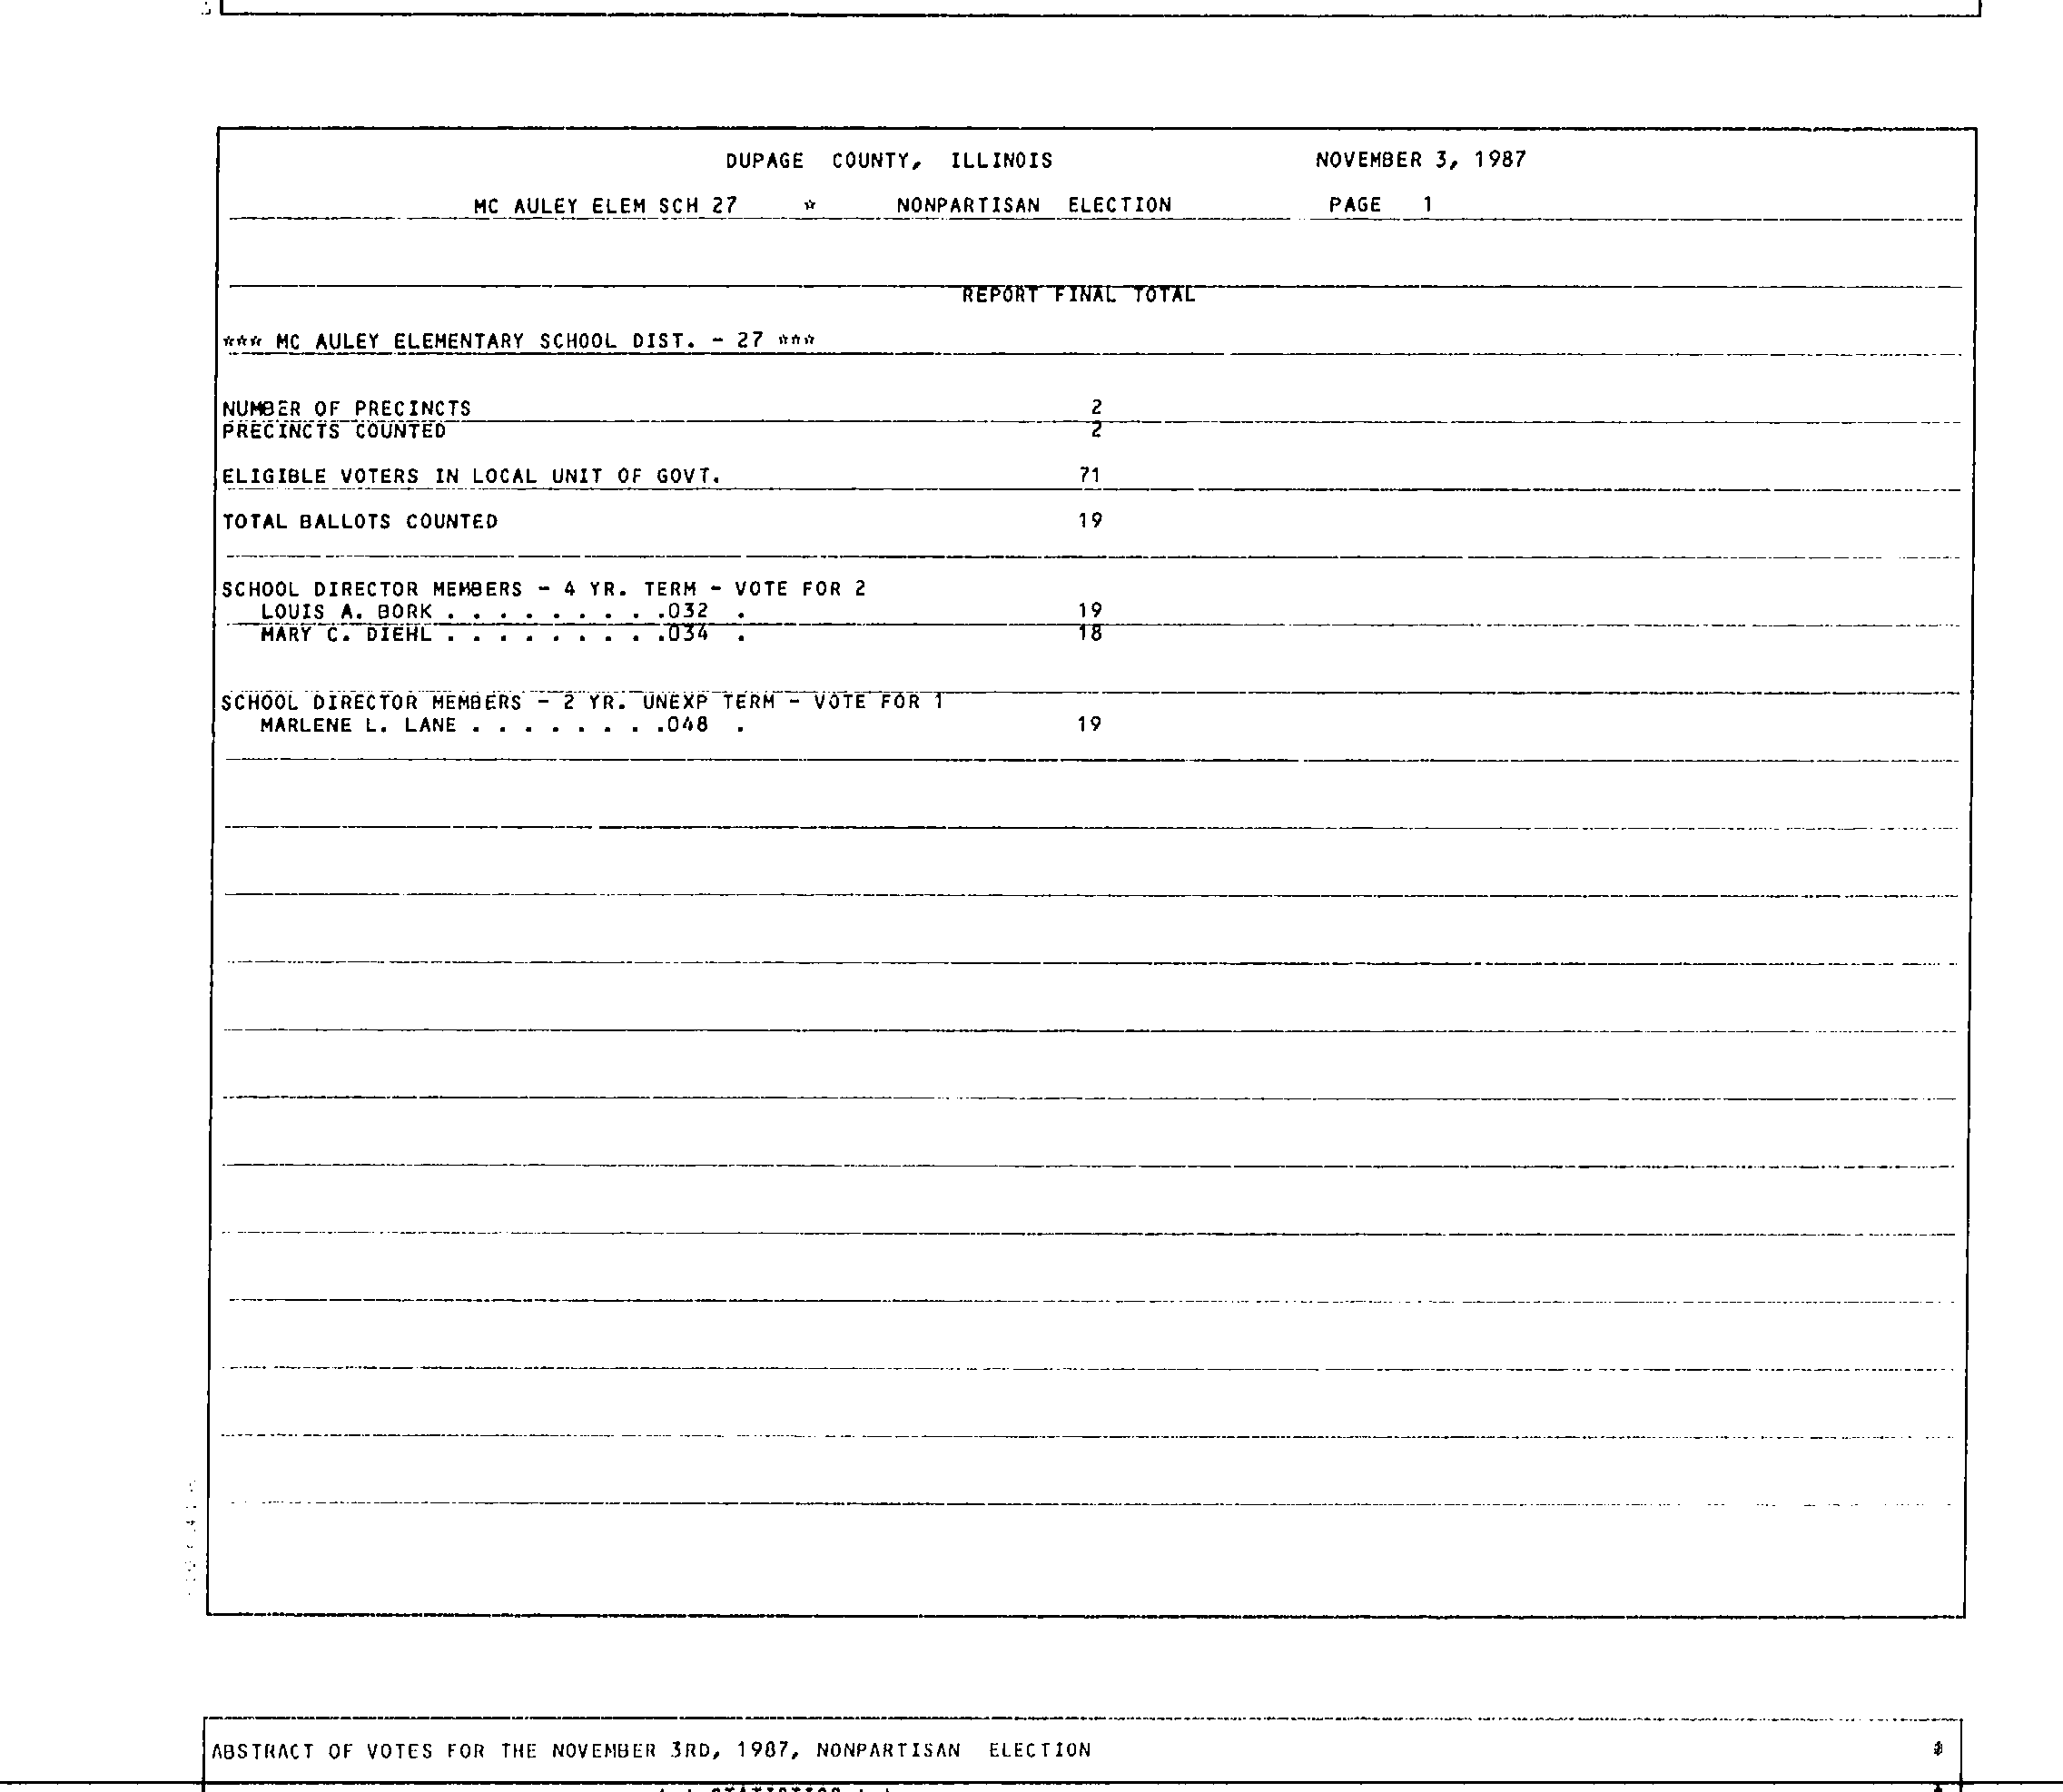 DUPAGE COUNTY, ILLINOIS NOVEMBER 3, 1987
MC AULEY ELEM SCH 27 * NONPARTISAN ELECTION PAGE 1
REPORT FINAL TOTAL
*** MC AULEY ELEMENTARY SCHOOL DIST. - 27 ***
NUMBER OF PRECINCTS 2
PRECINCTS COUNTED 2
ELIGIBLE VOTERS IN LOCAL UNIT OF GOVT. 71
TOTAL BALLOTS COUNTED 19
SCHOOL DIRECTOR MEMBERS - 4 YR. TERM - VOTE FOR 2
LOUIS A. BORK . . . . . . . . .032 . 19
MARY C. DIEHL . . . . . . . . .034 . 18
SCHOOL DIRECTOR MEMBERS - 2 YR. UNEXP TERM - VOTE FOR 1
MARLENE L. LANE . . . . . . . .048 . 19
ABSTRACT OF VOTES FOR THE NOVEMBER 3RD, 1987, NONPARTISAN ELECTION